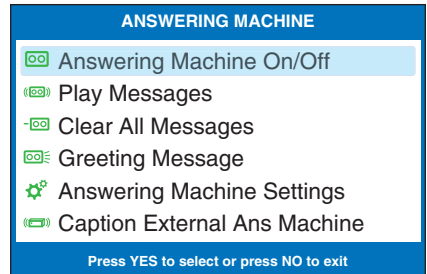 ANSWERING MACHINE
Answering Machine On/Off
Play Messages
Clear All Messages
Greeting Message
Answering Machine Settings
Caption External Ans Machine
Press YES to select or press NO to exit